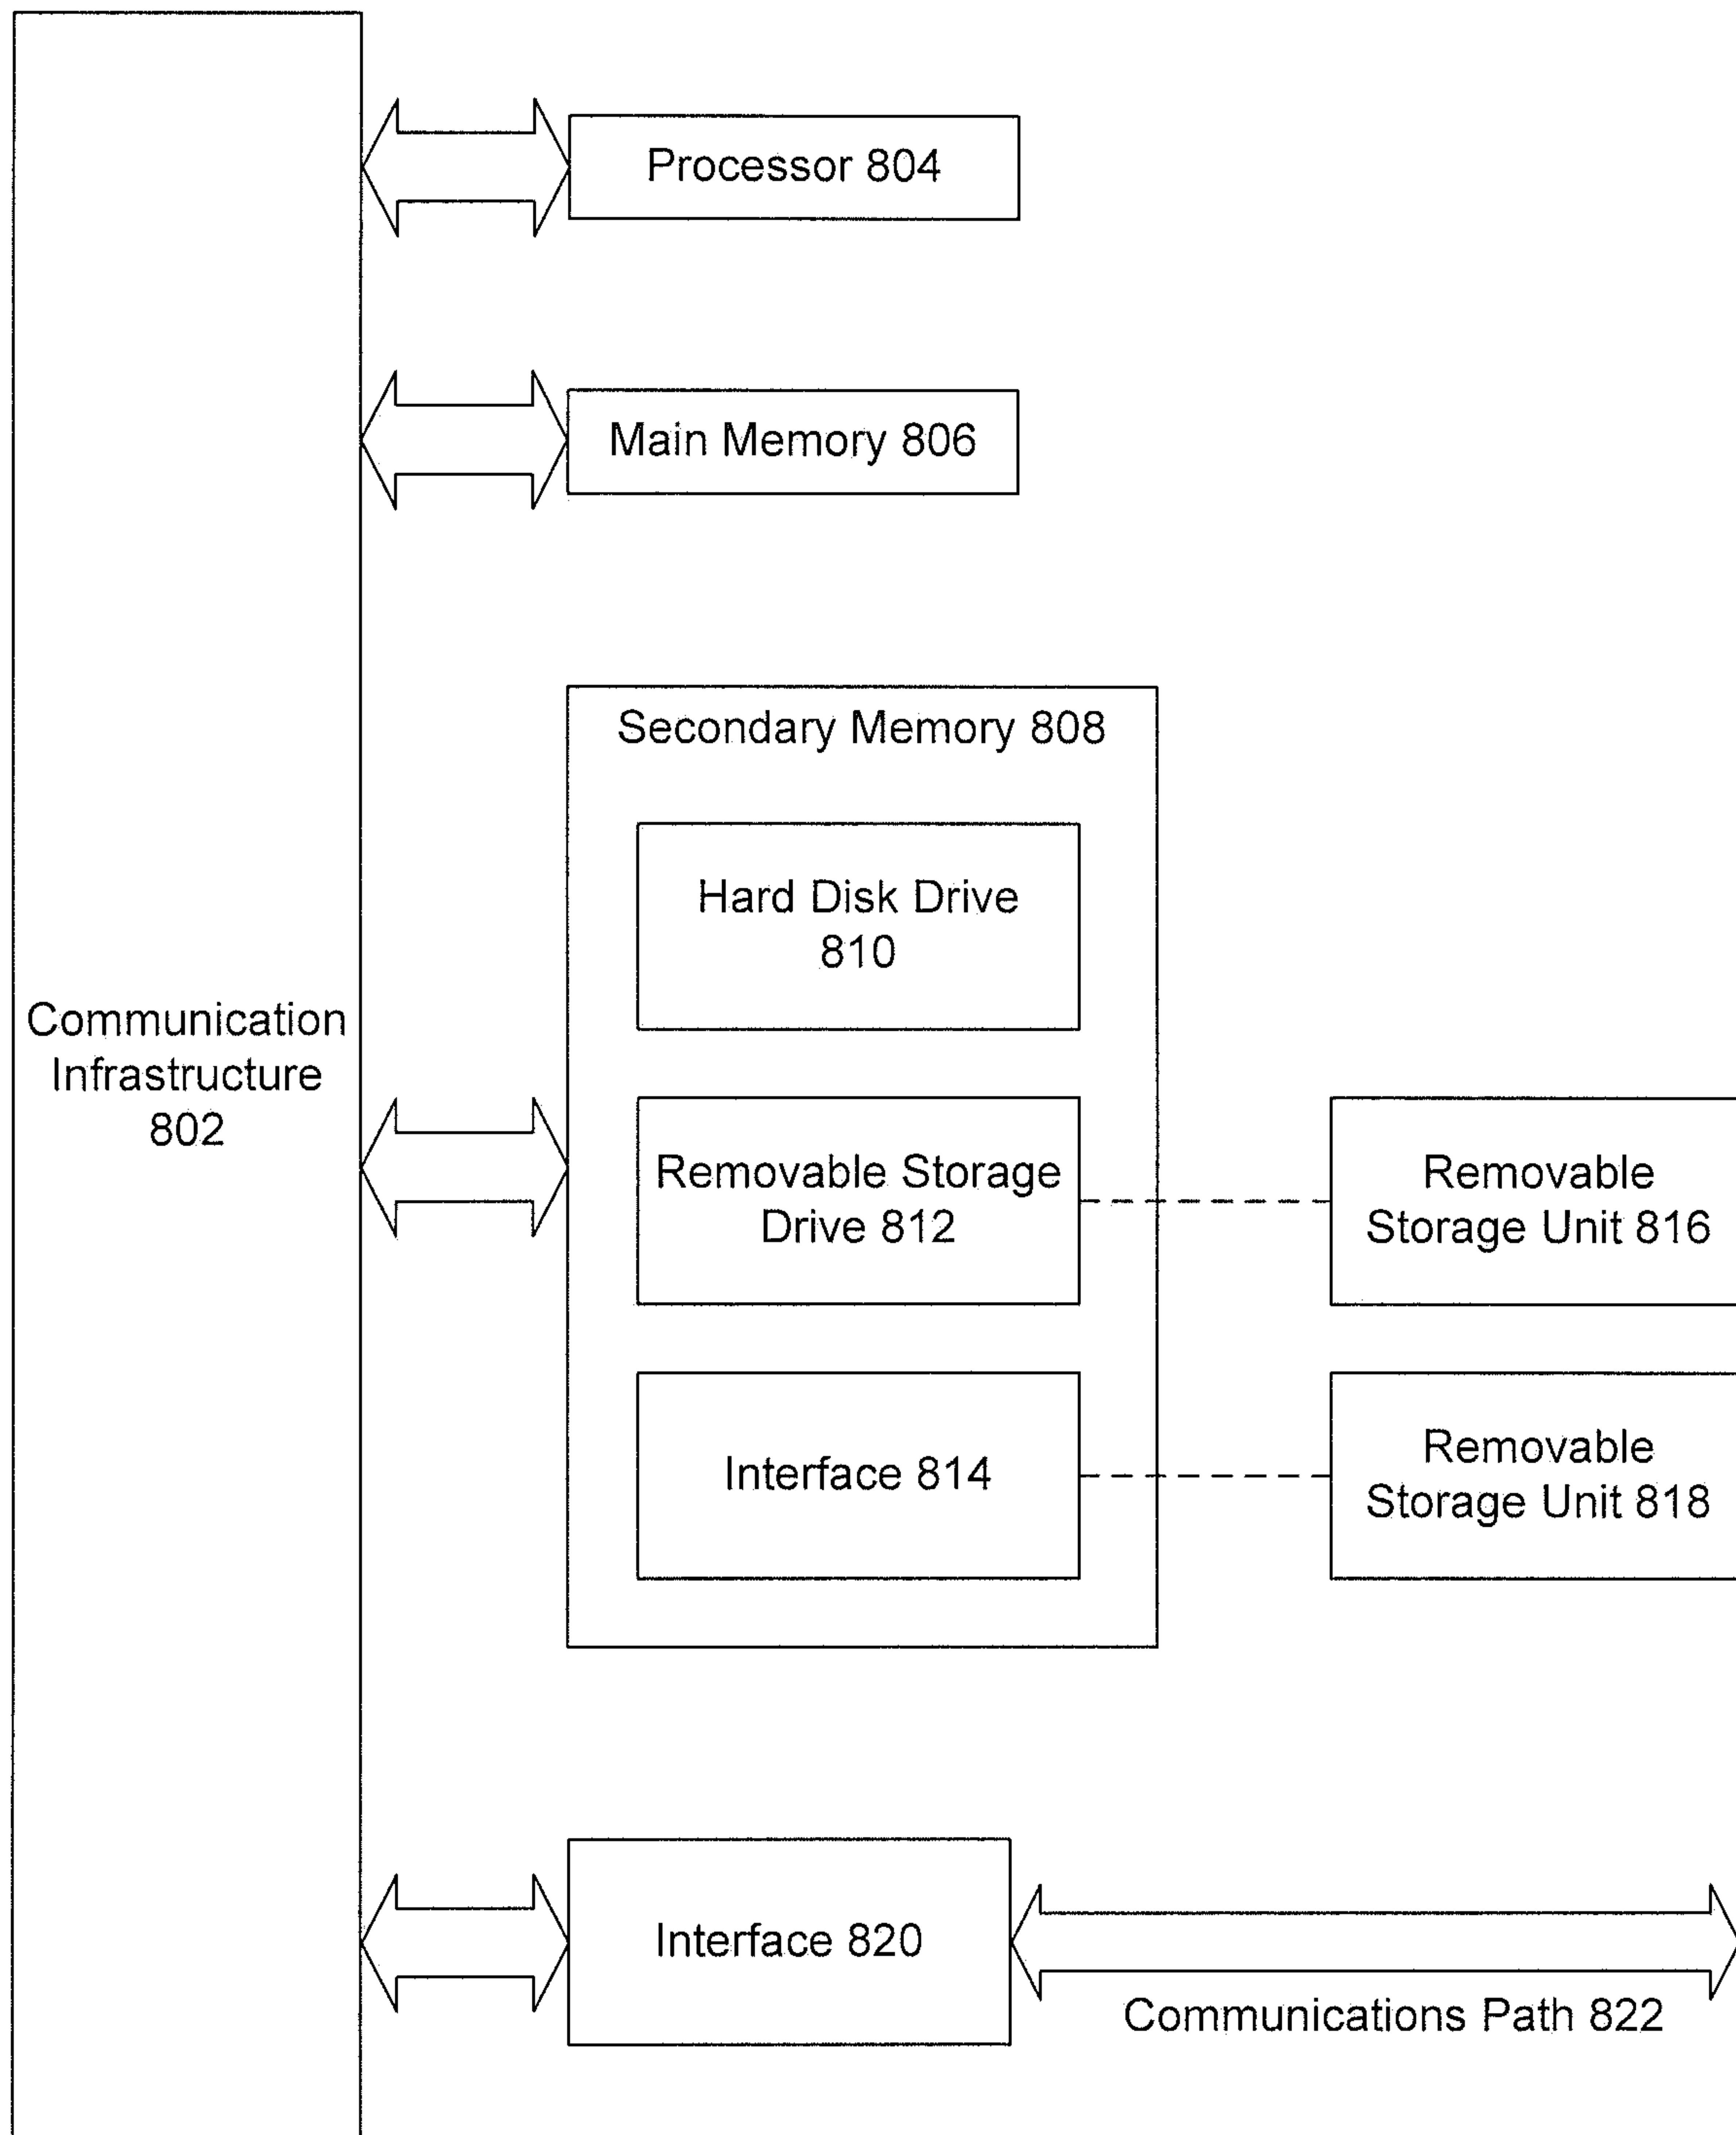 Processor 804
Main Memory 806
Secondary Memory 808
Hard Disk Drive
810
Communication
Infrastructure
802
Removable Storage
Drive 812
Removable
Storage Unit 816
Interface 814
Removable
Storage Unit 818
Interface 820
Communications Path 822